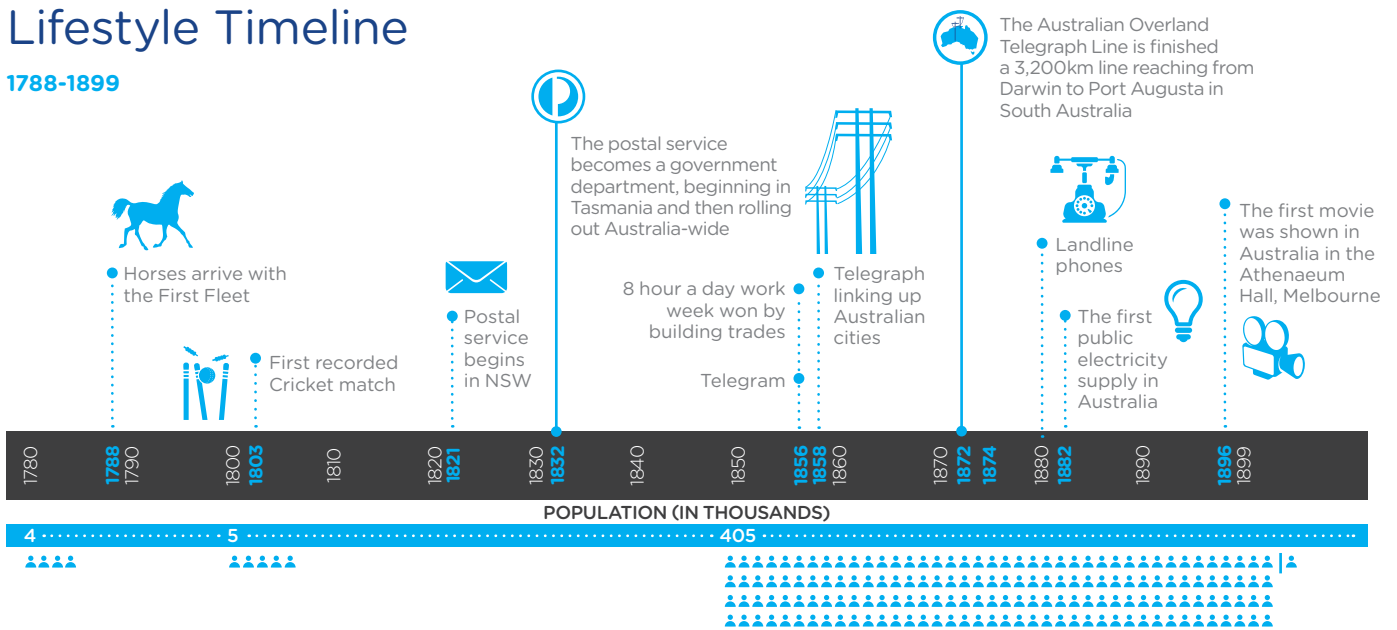 Lifestyle Timeline
1788-1899
Horses arrive with
the First Fleet
First recorded
Cricket match
Postal
service
begins
in NSW
The postal service
becomes a government
department, beginning in
Tasmania and then rolling
out Australia-wide
8 hour a day work
week won by
building trades
Telegram
Telegraph
linking up
Australian
cities
The Australian Overland
Telegraph Line is finished
a 3,200km line reaching from
Darwin to Port Augusta in
South Australia
Landline
phones
The first
public
electricity
supply in
Australia
The first movie
was shown in
Australia in the
Athenaeum
Hall, Melbourne
1780
1788
1790
1800
1803
1810
1820
1821
1830
1832
1840
1850
1856
1858
1860
1870
1872
1874
1880
1882
1890
1896
1899
POPULATION (IN THOUSANDS)
4
5
405